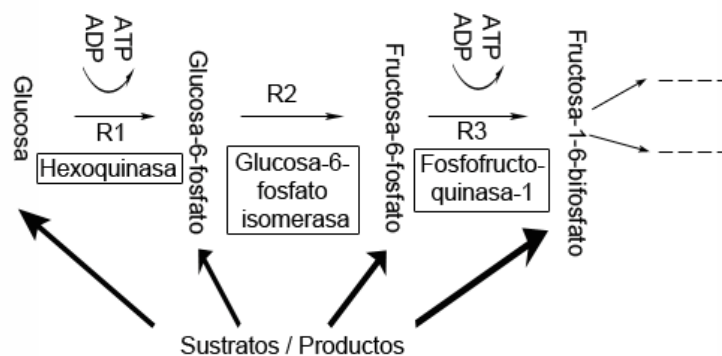 Glucosa
ATP
ADP
R1
Hexoquinasa
Glucosa-6-fosfato
R2
Glucosa-6-
fosfato
isomerasa
Fructosa-6-fosfato
ATP
ADP
R3
Fosfofructo-
quinasa-1
Fructosa-1-6-bifosfato
Sustratos / Productos